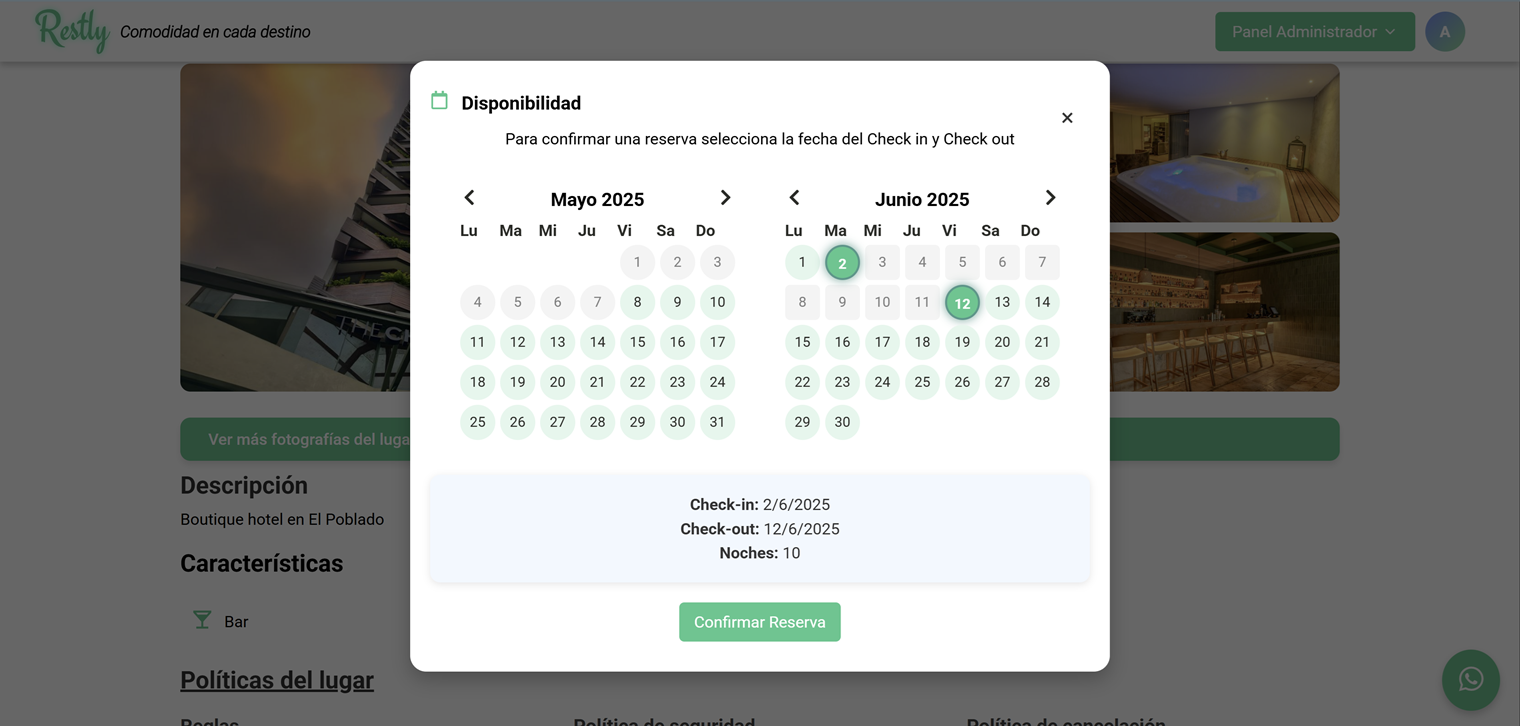 Restly Comodidad en cada destino
Panel Administrador
A
Disponibilidad
Para confirmar una reserva selecciona la fecha del Check in y Check out
Mayo 2025
Lu Ma Mi Ju Vi Sa Do
1 2 3
4 5 6 7 8 9 10
11 12 13 14 15 16 17
18 19 20 21 22 23 24
25 26 27 28 29 30 31
Junio 2025
Lu Ma Mi Ju Vi Sa Do
1 2 3 4 5 6 7
8 9 10 11 12 13 14
15 16 17 18 19 20 21
22 23 24 25 26 27 28
29 30
Check-in: 2/6/2025
Check-out: 12/6/2025
Noches: 10
Confirmar Reserva
Ver más fotografías del luga
Descripción
Boutique hotel en El Poblado
Características
Bar
Políticas del lugar
Reglas
Política de seguridad
Política de cancelación